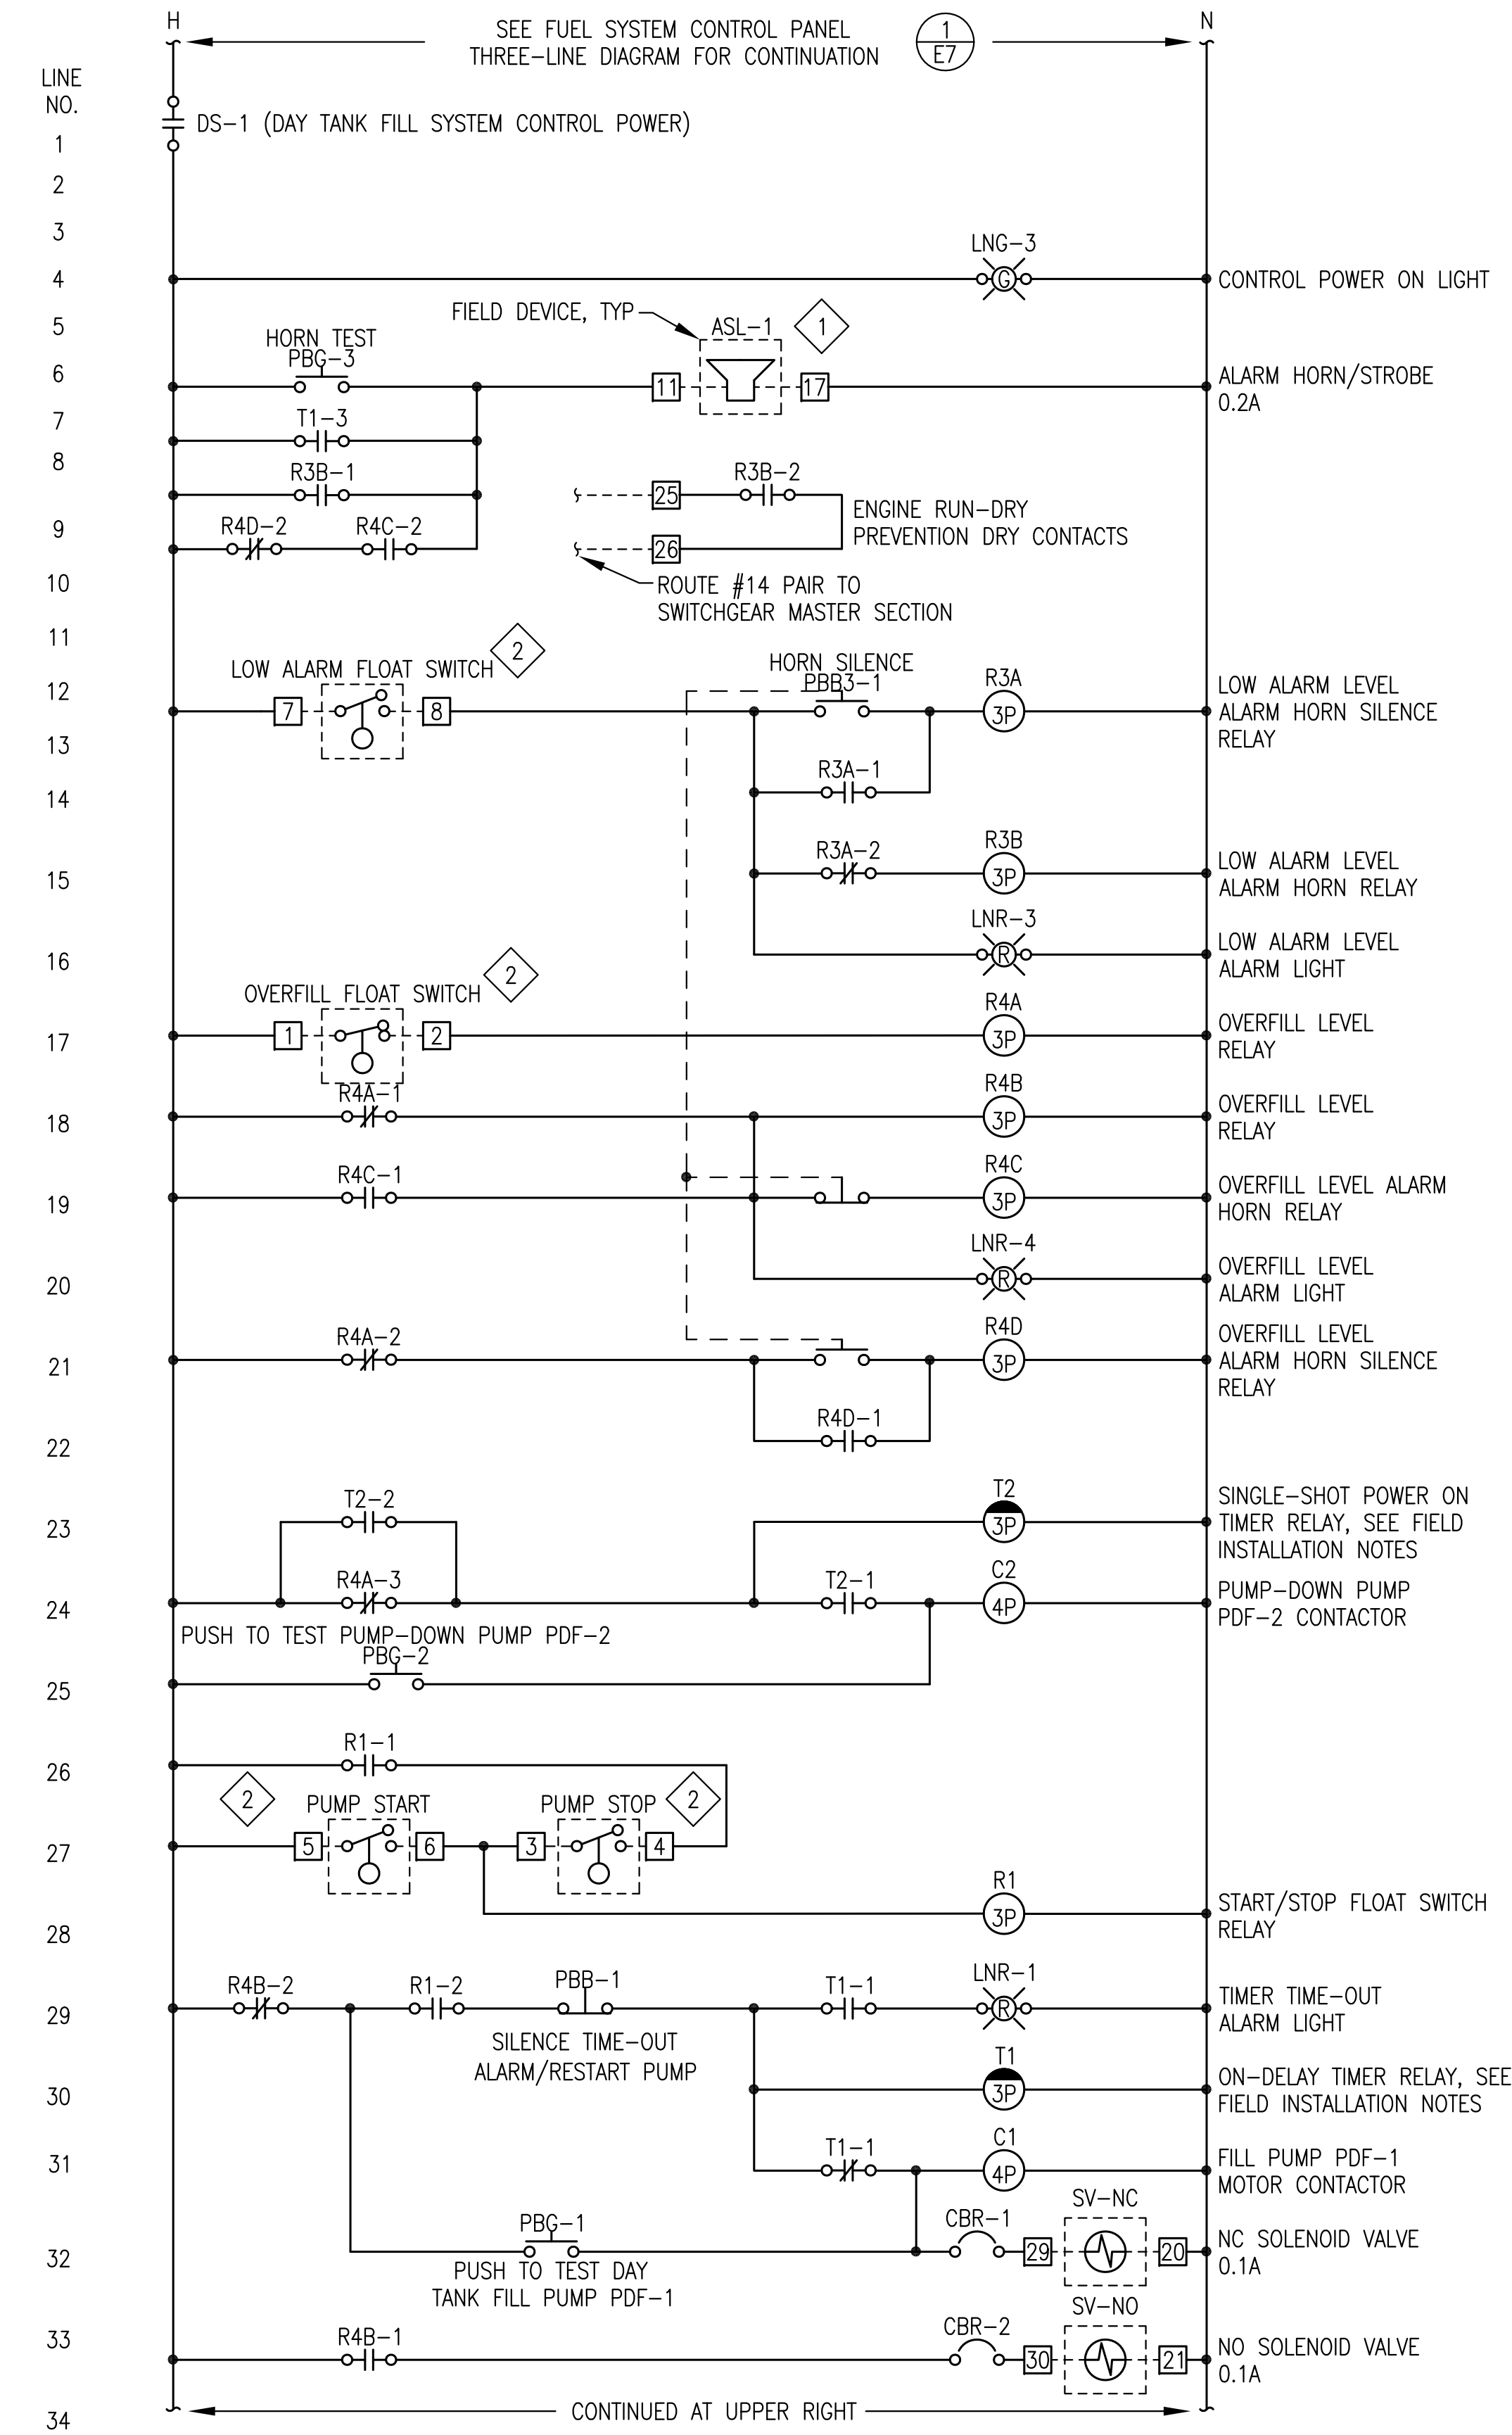 H
SEE FUEL SYSTEM CONTROL PANEL
THREE-LINE DIAGRAM FOR CONTINUATION
1
E7
N
LINE
NO.
DS-1 (DAY TANK FILL SYSTEM CONTROL POWER)
1
2
3
LNG-3
4
G
CONTROL POWER ON LIGHT
5
FIELD DEVICE, TYP
ASL-1
1
HORN TEST
PBG-3
6
11
17
ALARM HORN/STROBE
0.2A
7
T1-3
8
R3B-1
25
R3B-2
ENGINE RUN-DRY
PREVENTION DRY CONTACTS
9
R4D-2
R4C-2
26
10
ROUTE #14 PAIR TO
SWITCHGEAR MASTER SECTION
11
LOW ALARM FLOAT SWITCH
2
HORN SILENCE
PBB3-1
R3A
12
7
8
3P
LOW ALARM LEVEL
ALARM HORN SILENCE
RELAY
13
R3A-1
14
R3A-2
R3B
15
3P
LOW ALARM LEVEL
ALARM HORN RELAY
LNR-3
16
R
LOW ALARM LEVEL
ALARM LIGHT
OVERFILL FLOAT SWITCH
2
R4A
17
1
2
3P
OVERFILL LEVEL
RELAY
R4A-1
R4B
18
3P
OVERFILL LEVEL
RELAY
R4C-1
R4C
19
3P
OVERFILL LEVEL ALARM
HORN RELAY
LNR-4
20
R
OVERFILL LEVEL
ALARM LIGHT
R4A-2
R4D
21
3P
OVERFILL LEVEL
ALARM HORN SILENCE
RELAY
R4D-1
22
T2-2
T2
23
3P
SINGLE-SHOT POWER ON
TIMER RELAY, SEE FIELD
INSTALLATION NOTES
R4A-3
T2-1
C2
24
4P
PUMP-DOWN PUMP
PDF-2 CONTACTOR
PUSH TO TEST PUMP-DOWN PUMP PDF-2
PBG-2
25
R1-1
26
2
PUMP START
PUMP STOP
2
27
5
6
3
4
R1
28
3P
START/STOP FLOAT SWITCH
RELAY
R4B-2
R1-2
PBB-1
T1-1
LNR-1
29
R
TIMER TIME-OUT
ALARM LIGHT
SILENCE TIME-OUT
ALARM/RESTART PUMP
T1
30
3P
ON-DELAY TIMER RELAY, SEE
FIELD INSTALLATION NOTES
T1-1
C1
31
4P
FILL PUMP PDF-1
MOTOR CONTACTOR
PBG-1
CBR-1
SV-NC
32
29
20
NC SOLENOID VALVE
0.1A
PUSH TO TEST DAY
TANK FILL PUMP PDF-1
R4B-1
CBR-2
SV-NO
33
30
21
NO SOLENOID VALVE
0.1A
34
CONTINUED AT UPPER RIGHT